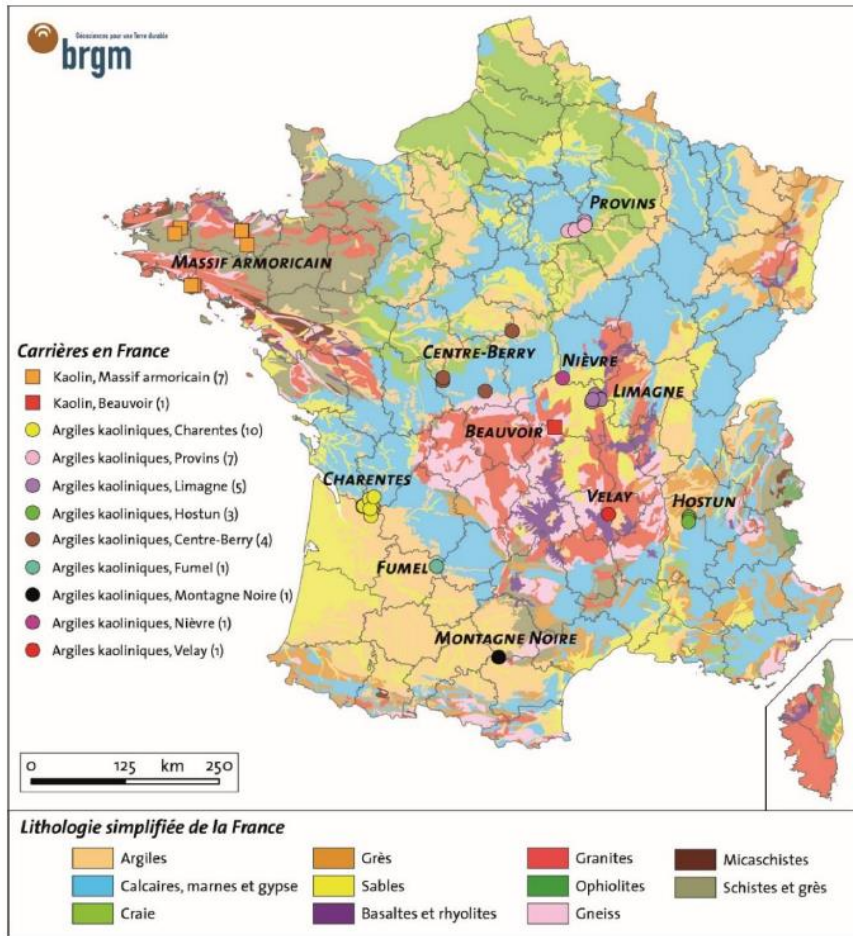 Géosciences pour une Terre durable
brgm
PROVINS
MASSIF ARMORICAIN
CENTRE-BERRY
NIÈVRE
LIMAGNE
BEAUVOIR
CHARENTES
VELAY
HOSTUN
FUMEL
MONTAGNE NOIRE
Carrières en France
Kaolin, Massif armoricain (7)
Kaolin, Beauvoir (1)
Argiles kaoliniques, Charentes (10)
Argiles kaoliniques, Provins (7)
Argiles kaoliniques, Limagne (5)
Argiles kaoliniques, Hostun (3)
Argiles kaoliniques, Centre-Berry (4)
Argiles kaoliniques, Fumel (1)
Argiles kaoliniques, Montagne Noire (1)
Argiles kaoliniques, Nièvre (1)
Argiles kaoliniques, Velay (1)
0 125 km 250
Lithologie simplifiée de la France
Argiles
Calcaires, marnes et gypse
Craie
Grès
Sables
Basaltes et rhyolites
Granites
Ophiolites
Gneiss
Micaschistes
Schistes et grès